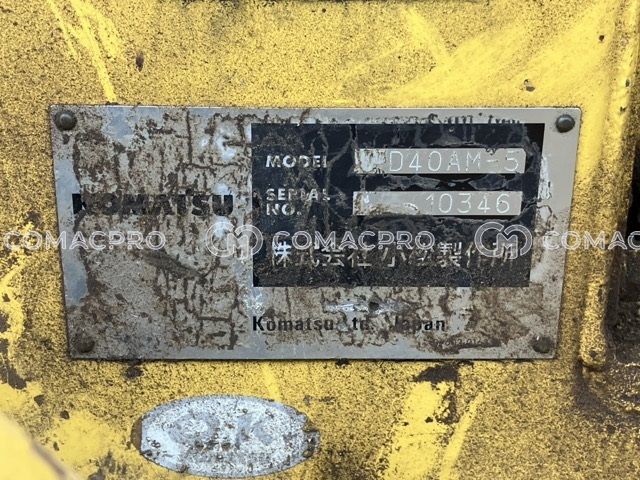 MODEL D40AM-5
SERIAL NO. 10346
KOMATSU
株式会社小松製作所
COMACPRO COMACPRO COMACPRO
Komatsu Ltd. Japan